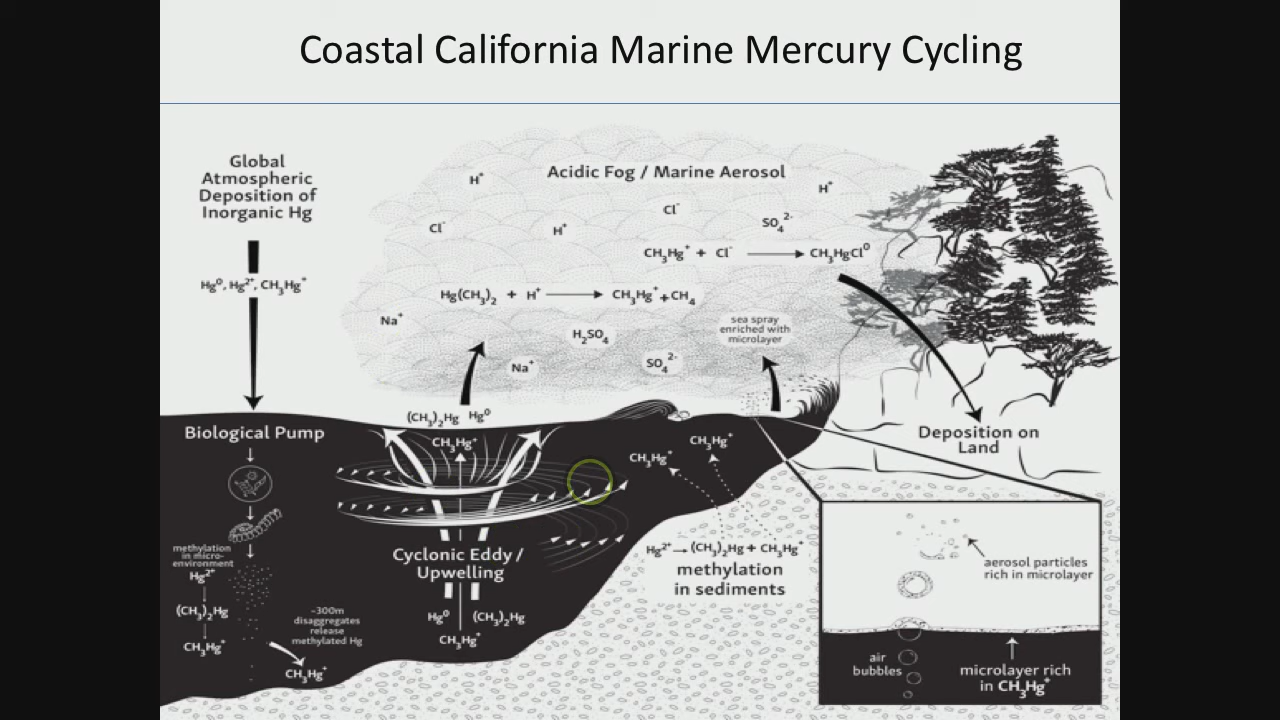 Coastal California Marine Mercury Cycling
Global
Atmospheric
Deposition of
Inorganic Hg
Hg⁰, Hg²⁺, CH₃Hg⁺
Acidic Fog / Marine Aerosol
H⁺
H⁺
Cl⁻
Cl⁻
H⁺
SO₄²⁻
CH₃Hg⁺ + Cl⁻ → CH₃HgCl⁰
Hg(CH₃)₂ + H⁺ → CH₃Hg⁺ + CH₄
Na⁺
H₂SO₄
sea spray
enriched with
microlayer
Na⁺
SO₄²⁻
(CH₃)₂Hg Hg⁰
CH₃Hg⁺
Biological Pump
methylation
in micro-
environment
Hg²⁺
(CH₃)₂Hg
CH₃Hg⁺
~300m
disaggregates
release
methylated Hg
CH₃Hg⁺
Cyclonic Eddy /
Upwelling
Hg⁰ (CH₃)₂Hg
CH₃Hg⁺
CH₃Hg⁺
CH₃Hg⁺
Hg²⁺ → (CH₃)₂Hg + CH₃Hg⁺
methylation
in sediments
Deposition on
Land
aerosol particles
rich in microlayer
air
bubbles
microlayer rich
in CH₃Hg⁺